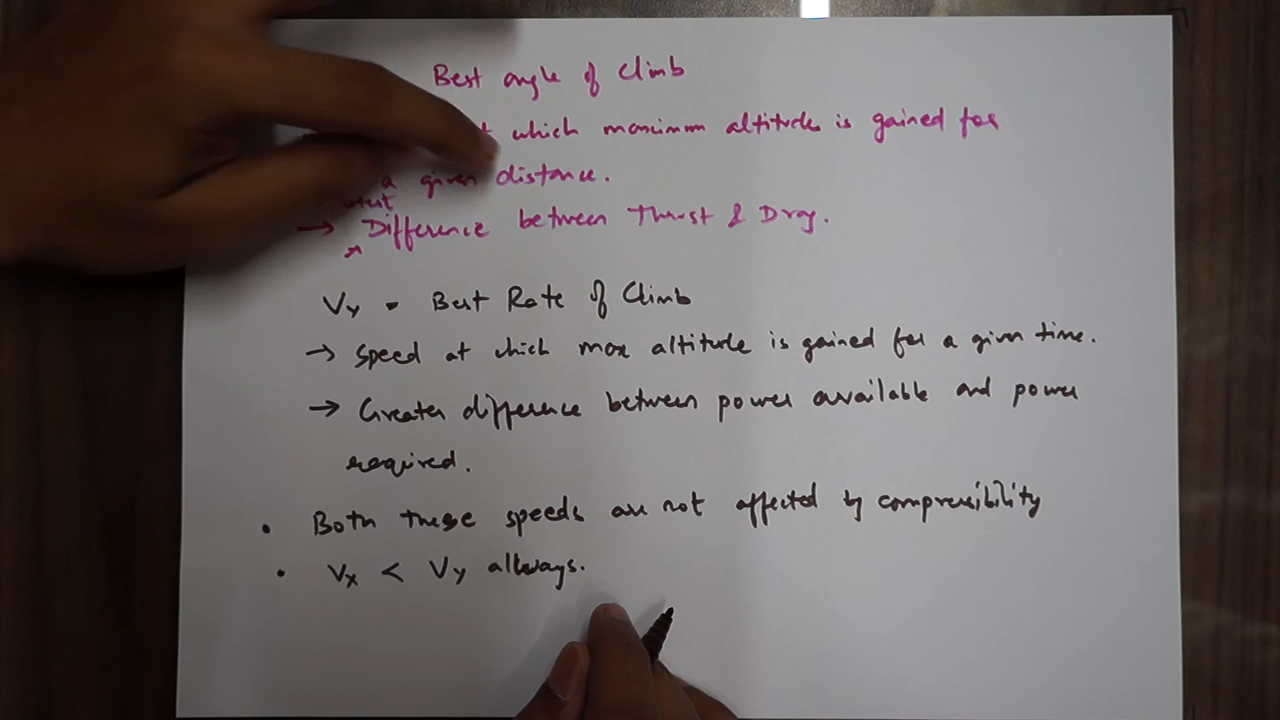 Best angle of Climb
which maximum altitude is gained for
a given distance.
→ Difference between Thrust & Drag.
Vy = Best Rate of Climb
→ Speed at which max altitude is gained for a given time.
→ Greater difference between power available and power
required.
• Both these speeds are not affected by compressibility
• Vx < Vy allways.